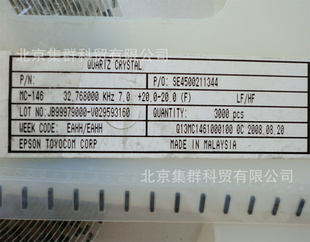 北京集群科贸有限公司
QUARTZ CRYSTAL
P/N: P/O: SE4500211344
MC-146 32.768000 KHz 7.0 +20.0-20.0 (F) LF/HF
LOT NO: JB99979000-V029593160 QUANTITY: 3000 pcs
WEEK CODE: EAHH/EAHH Q13MC1461000100 0C 2008.08.20
EPSON TOYOCOM CORP MADE IN MALAYSIA
北京集群科贸有限公司